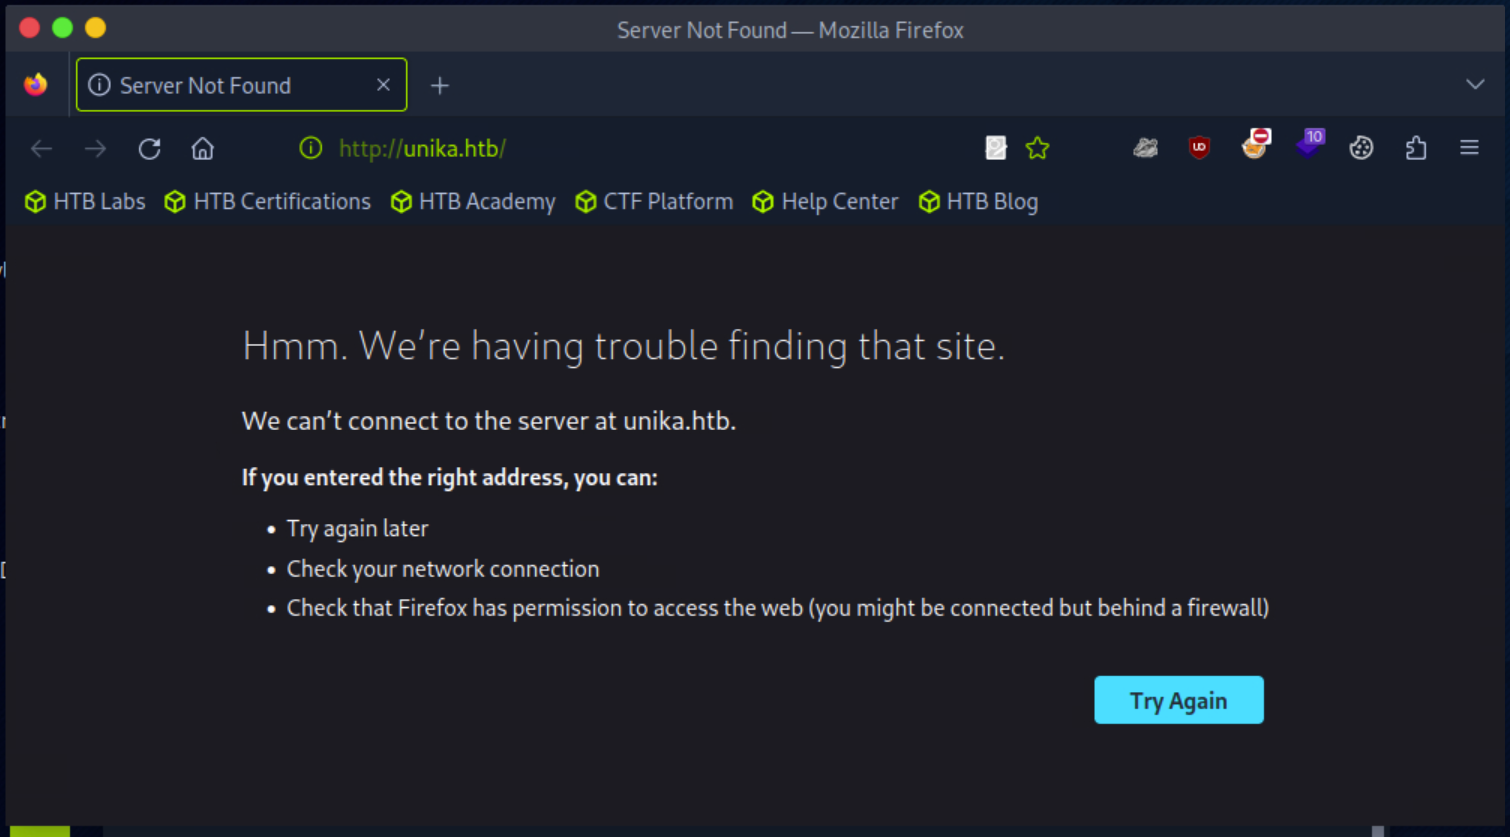 Server Not Found — Mozilla Firefox
Server Not Found
http://unika.htb/
10
HTB Labs HTB Certifications HTB Academy CTF Platform Help Center HTB Blog
Hmm. We’re having trouble finding that site.
We can’t connect to the server at unika.htb.
If you entered the right address, you can:
• Try again later
• Check your network connection
• Check that Firefox has permission to access the web (you might be connected but behind a firewall)
Try Again